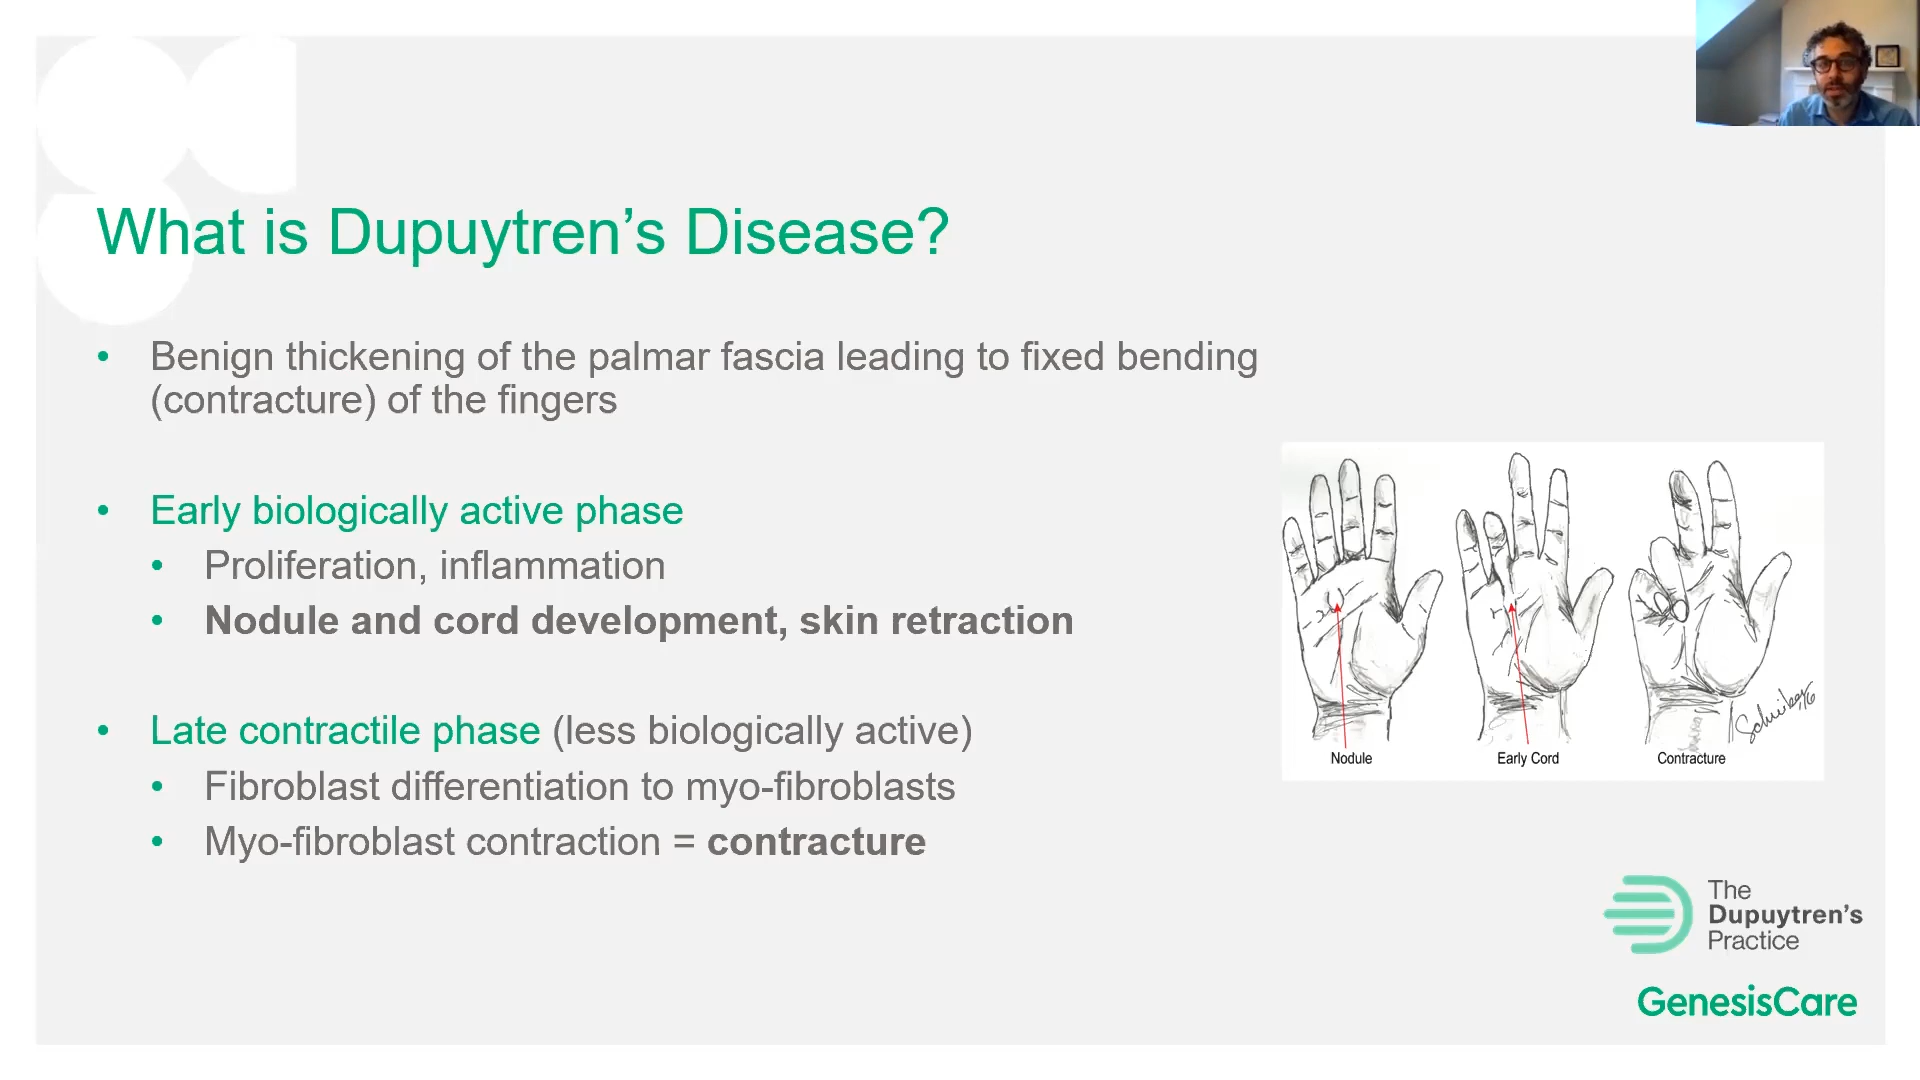 What is Dupuytren’s Disease?
• Benign thickening of the palmar fascia leading to fixed bending
(contracture) of the fingers
• Early biologically active phase
• Proliferation, inflammation
• Nodule and cord development, skin retraction
• Late contractile phase (less biologically active)
• Fibroblast differentiation to myo-fibroblasts
• Myo-fibroblast contraction = contracture
Nodule
Early Cord
Contracture
The
Dupuytren’s
Practice
GenesisCare